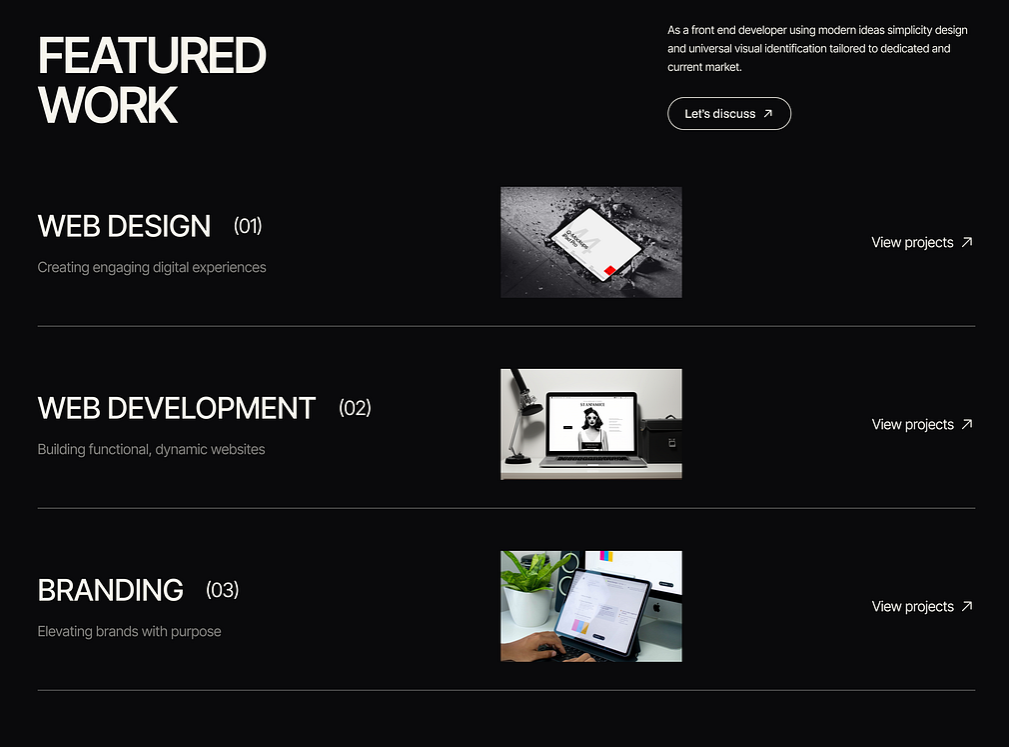 FEATURED
WORK
As a front end developer using modern ideas simplicity design
and universal visual identification tailored to dedicated and
current market.
Let's discuss
WEB DESIGN (01)
Creating engaging digital experiences
View projects
WEB DEVELOPMENT (02)
Building functional, dynamic websites
View projects
BRANDING (03)
Elevating brands with purpose
View projects